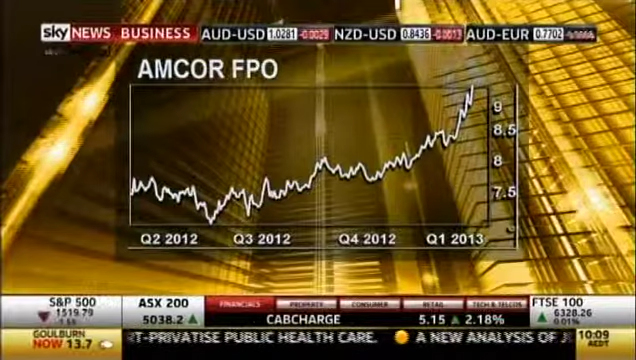 sky NEWS BUSINESS AUD-USD 1.0281 -0.0029 NZD-USD 0.8436 -0.0013 AUD-EUR 0.7702
AMCOR FPO
9
8.5
8
7.5
Q2 2012 Q3 2012 Q4 2012 Q1 2013
S&P 500 ASX 200 FINANCIALS PROPERTY CONSUMER RETAIL TECH & TELCOS FTSE 100
1519.79 5038.2 CABCHARGE 5.15 2.18% 6328.26
0.01%
GOULBURN
NOW 13.7 RT-PRIVATISE PUBLIC HEALTH CARE. A NEW ANALYSIS OF J 10:09
AEDT